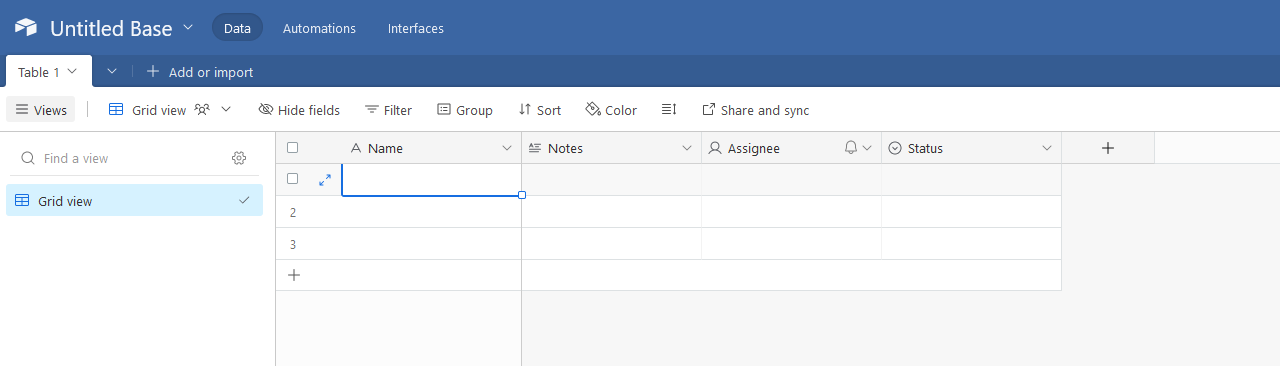 Untitled Base Data Automations Interfaces
Table 1 Add or import
Views Grid view Hide fields Filter Group Sort Color Share and sync
Find a view
Grid view
Name Notes Assignee Status
2
3